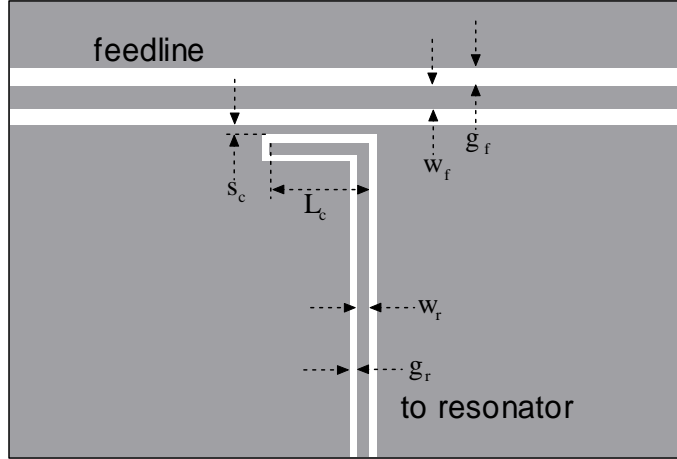 feedline
g_f
w_f
s_c
L_c
w_r
g_r
to resonator